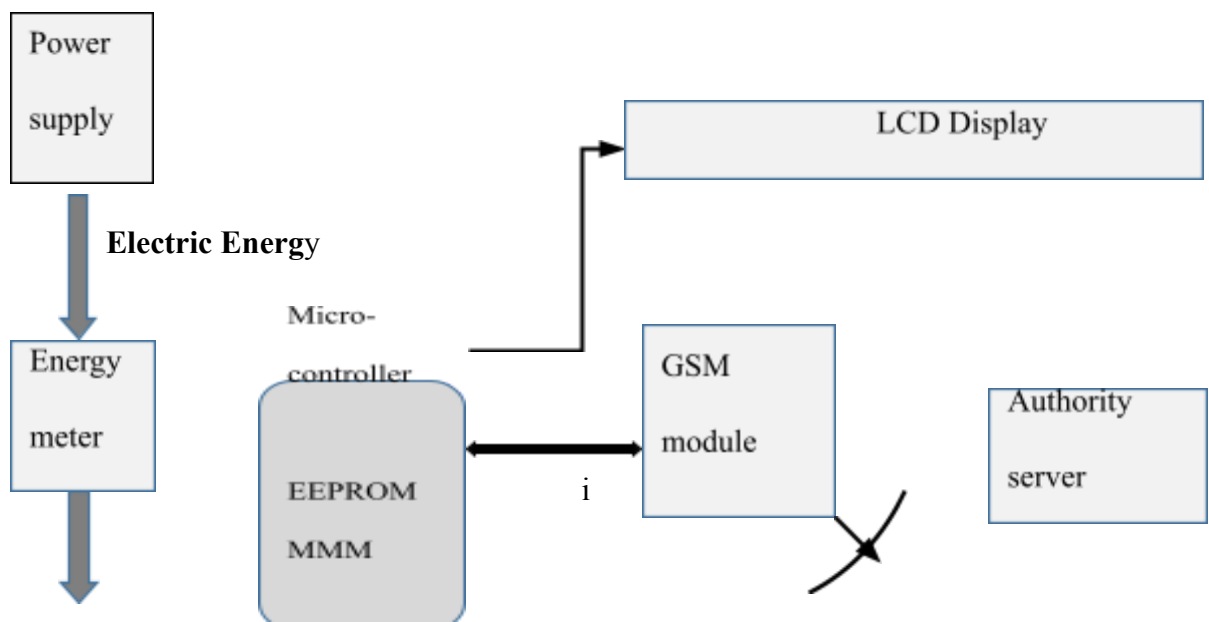 Power
supply
LCD Display
Electric Energy
Micro-
controller
Energy
meter
EEPROM
MMM
i
GSM
module
Authority
server